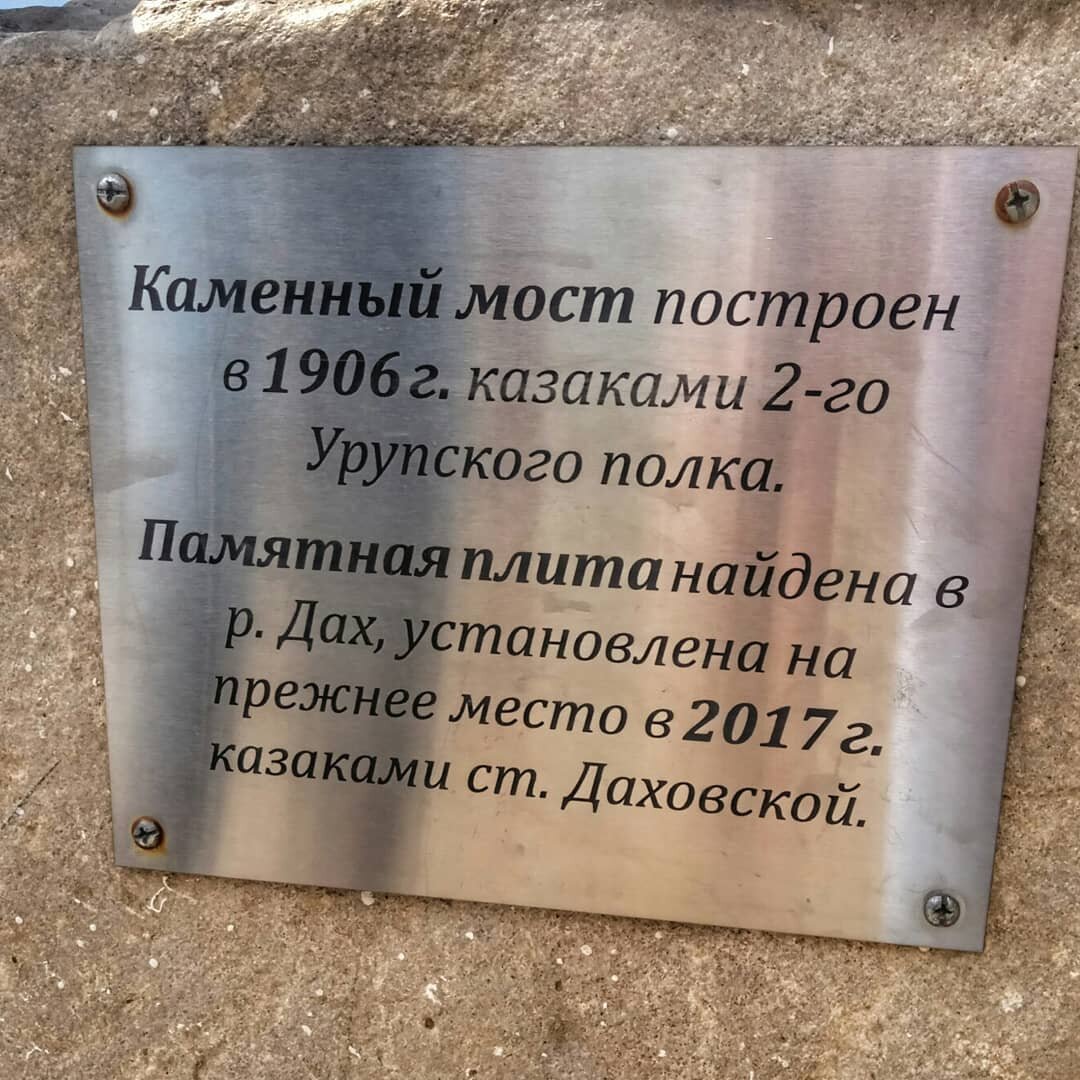 Каменный мост построен
в 1906 г. казаками 2-го
Урупского полка.
Памятная плита найдена в
р. Дах, установлена на
прежнее место в 2017 г.
казаками ст. Даховской.